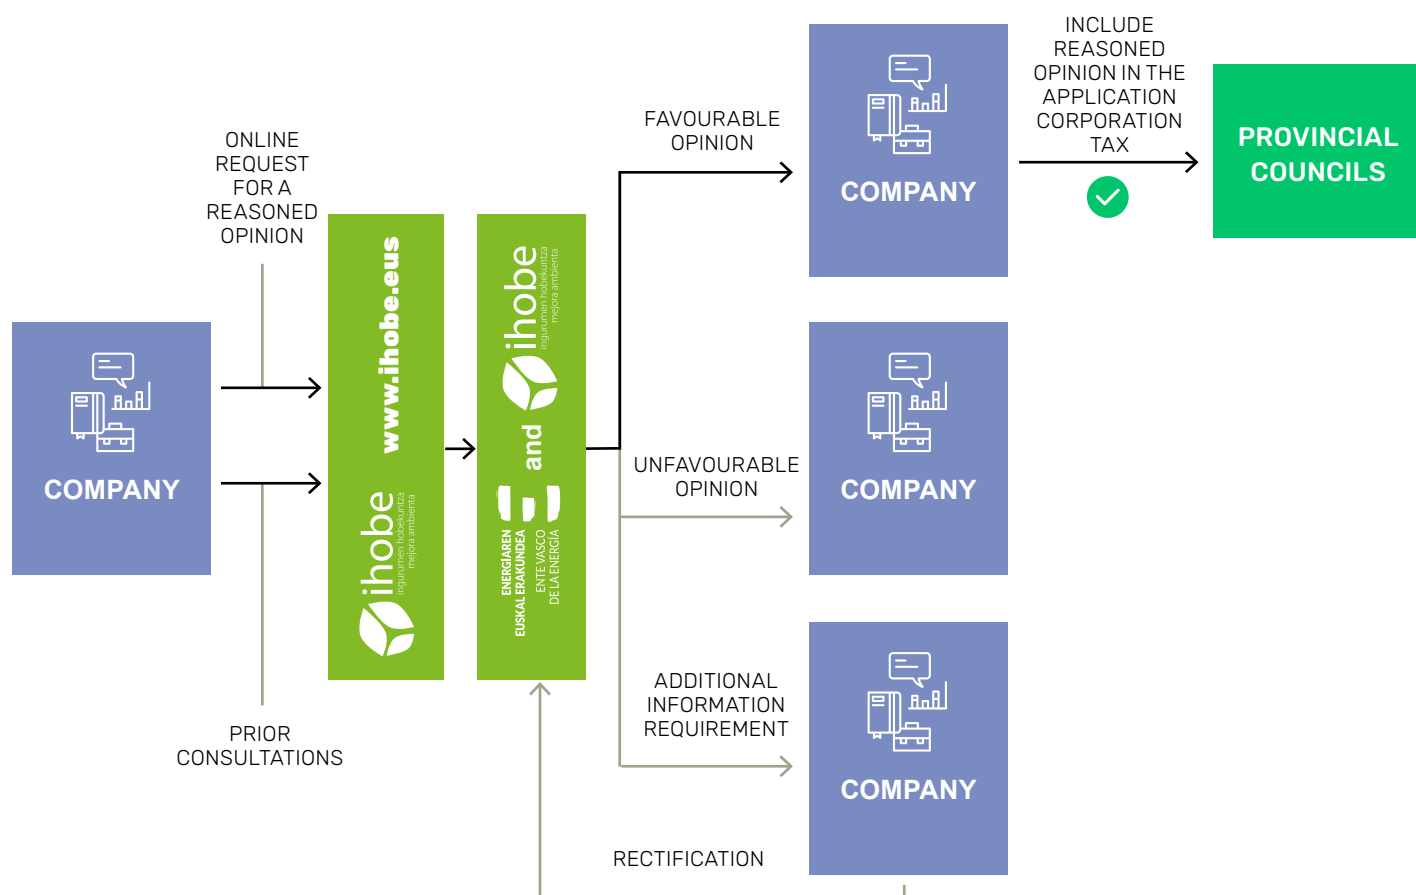 ONLINE
REQUEST
FOR A
REASONED
OPINION
COMPANY
PRIOR
CONSULTATIONS
www.ihobe.eus
ihobe
ingurumen hobekuntza
mejora ambienta
ihobe
ingurumen hobekuntza
mejora ambienta
and
ENERGIAREN
EUSKAL ERAKUNDEA
ENTE VASCO
DE LA ENERGÍA
FAVOURABLE
OPINION
COMPANY
INCLUDE
REASONED
OPINION IN THE
APPLICATION
CORPORATION
TAX
PROVINCIAL
COUNCILS
UNFAVOURABLE
OPINION
COMPANY
ADDITIONAL
INFORMATION
REQUIREMENT
COMPANY
RECTIFICATION